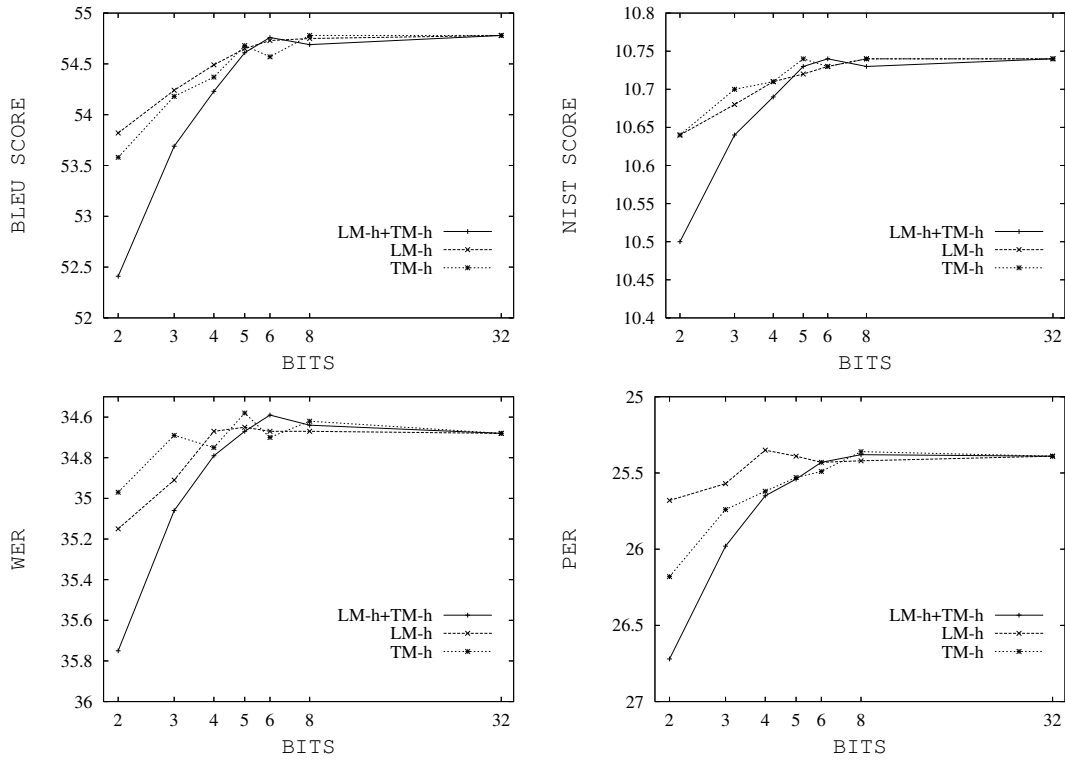 BLEU SCORE
55
54.5
54
53.5
53
52.5
52
LM-h+TM-h
LM-h
TM-h
2 3 4 5 6 8 32
BITS
NIST SCORE
10.8
10.75
10.7
10.65
10.6
10.55
10.5
10.45
10.4
LM-h+TM-h
LM-h
TM-h
2 3 4 5 6 8 32
BITS
WER
34.6
34.8
35
35.2
35.4
35.6
35.8
36
LM-h+TM-h
LM-h
TM-h
2 3 4 5 6 8 32
BITS
PER
25
25.5
26
26.5
27
LM-h+TM-h
LM-h
TM-h
2 3 4 5 6 8 32
BITS